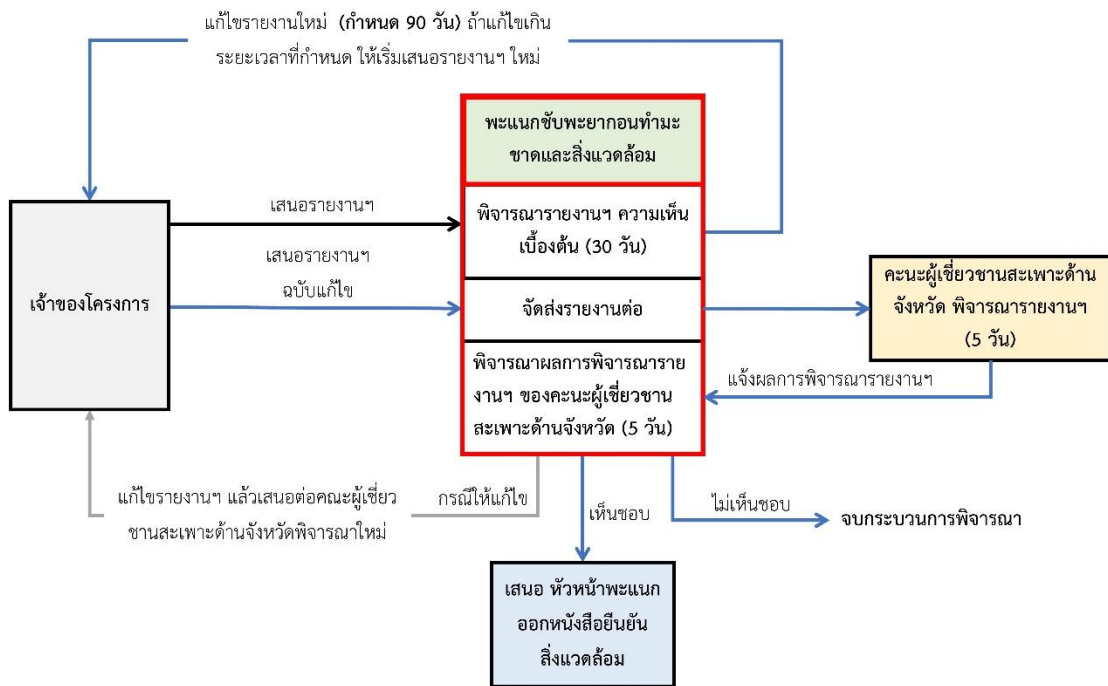 แก้ไขรายงานใหม่ (กำหนด 90 วัน) ถ้าแก้ไขเกิน
ระยะเวลาที่กำหนด ให้เริ่มเสนอรายงานฯ ใหม่
พะแนกซับพะยากอนทำมะ
ชาดและสิ่งแวดล้อม
เสนอรายงานฯ
พิจารณารายงานฯ ความเห็น
เบื้องต้น (30 วัน)
เสนอรายงานฯ
ฉบับแก้ไข
เจ้าของโครงการ
จัดส่งรายงานต่อ
คะนะผู้เชี่ยวชานสะเพาะด้าน
จังหวัด พิจารณารายงานฯ
(5 วัน)
พิจารณาผลการพิจารณาราย
งานฯ ของคะนะผู้เชี่ยวชาน
สะเพาะด้านจังหวัด (5 วัน)
แจ้งผลการพิจารณารายงานฯ
แก้ไขรายงานฯ แล้วเสนอต่อคณะผู้เชี่ยว
ชานสะเพาะด้านจังหวัดพิจารณาใหม่
กรณีให้แก้ไข
เห็นชอบ
ไม่เห็นชอบ
จบกระบวนการพิจารณา
เสนอ หัวหน้าพะแนก
ออกหนังสือยืนยัน
สิ่งแวดล้อม